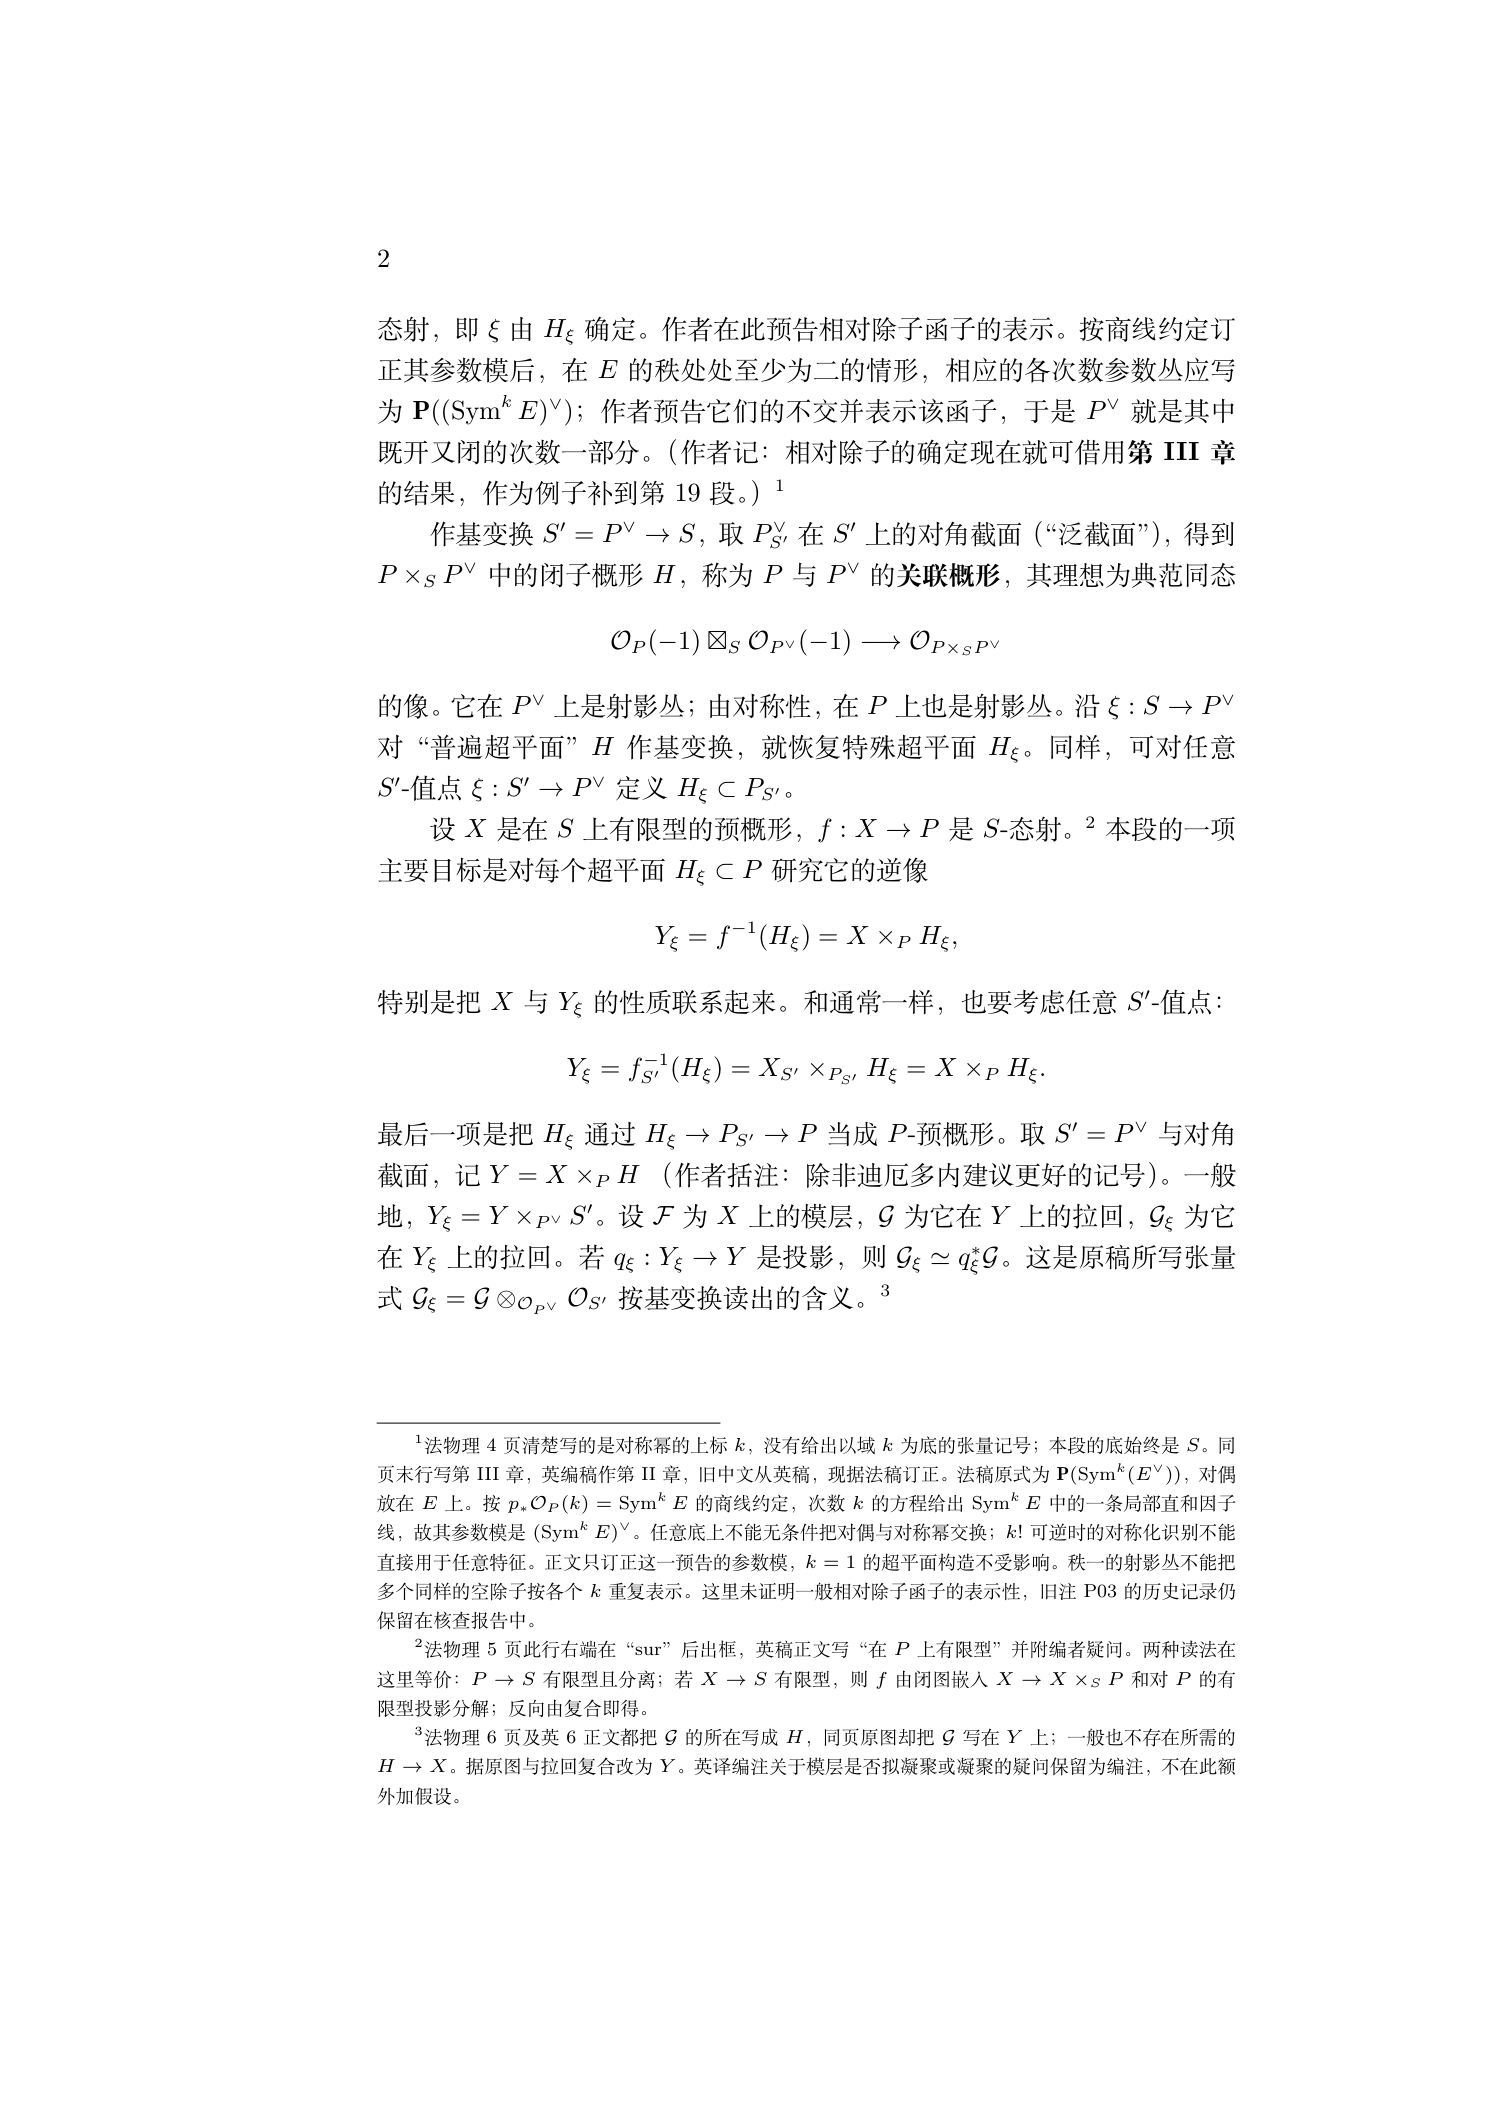 2
态射，即 ξ 由 H_ξ 确定。作者在此预告相对除子函子的表示。按商线约定订
正其参数模后，在 E 的秩处处至少为二的情形，相应的各次数参数丛应写
为 P((Sym^k E)^∨)；作者预告它们的不交并表示该函子，于是 P^∨ 就是其中
既开又闭的次数一部分。（作者记：相对除子的确定现在就可借用第 III 章
的结果，作为例子补到第 19 段。）^1
作基变换 S′ = P^∨ → S，取 P^∨_{S′} 在 S′ 上的对角截面（“泛截面”），得到
P ×_S P^∨ 中的闭子概形 H，称为 P 与 P^∨ 的关联概形，其理想为典范同态
𝒪_P(−1) ⊠_S 𝒪_{P^∨}(−1) ⟶ 𝒪_{P×_S P^∨}
的像。它在 P^∨ 上是射影丛；由对称性，在 P 上也是射影丛。沿 ξ : S → P^∨
对“普遍超平面”H 作基变换，就恢复特殊超平面 H_ξ。同样，可对任意
S′-值点 ξ : S′ → P^∨ 定义 H_ξ ⊂ P_{S′}。
设 X 是在 S 上有限型的预概形，f : X → P 是 S-态射。^2 本段的一项
主要目标是对每个超平面 H_ξ ⊂ P 研究它的逆像
Y_ξ = f^{−1}(H_ξ) = X ×_P H_ξ,
特别是把 X 与 Y_ξ 的性质联系起来。和通常一样，也要考虑任意 S′-值点：
Y_ξ = f_{S′}^{−1}(H_ξ) = X_{S′} ×_{P_{S′}} H_ξ = X ×_P H_ξ.
最后一项是把 H_ξ 通过 H_ξ → P_{S′} → P 当成 P-预概形。取 S′ = P^∨ 与对角
截面，记 Y = X ×_P H （作者括注：除非迪厄多内建议更好的记号）。一般
地，Y_ξ = Y ×_{P^∨} S′。设 ℱ 为 X 上的模层，𝒢 为它在 Y 上的拉回，𝒢_ξ 为它
在 Y_ξ 上的拉回。若 q_ξ : Y_ξ → Y 是投影，则 𝒢_ξ ≃ q_ξ^*𝒢。这是原稿所写张量
式 𝒢_ξ = 𝒢 ⊗_{𝒪_{P^∨}} 𝒪_{S′} 按基变换读出的含义。^3
^1法物理 4 页清楚写的是对称幂的上标 k，没有给出以域 k 为底的张量记号；本段的底始终是 S。同
页末行写第 III 章，英编稿作第 II 章，旧中文从英稿，现据法稿订正。法稿原式为 P(Sym^k(E^∨))，对偶
放在 E 上。按 p_*𝒪_P(k) = Sym^k E 的商线约定，次数 k 的方程给出 Sym^k E 中的一条局部直和因子
线，故其参数模是 (Sym^k E)^∨。任意底上不能无条件把对偶与对称幂交换；k! 可逆时的对称化识别不能
直接用于任意特征。正文只订正这一预告的参数模，k = 1 的超平面构造不受影响。秩一的射影丛不能把
多个同样的空除子按各个 k 重复表示。这里未证明一般相对除子函子的表示性，旧注 P03 的历史记录仍
保留在核查报告中。
^2法物理 5 页此行右端在“sur”后出框，英稿正文写“在 P 上有限型”并附编者疑问。两种读法在
这里等价：P → S 有限型且分离；若 X → S 有限型，则 f 由闭图嵌入 X → X ×_S P 和对 P 的有
限型投影分解；反向由复合即得。
^3法物理 6 页及英 6 正文都把 𝒢 的所在写成 H，同页原图却把 𝒢 写在 Y 上；一般也不存在所需的
H → X。据原图与拉回复合改为 Y。英译编注关于模层是否拟凝聚或凝聚的疑问保留为编注，不在此额
外加假设。